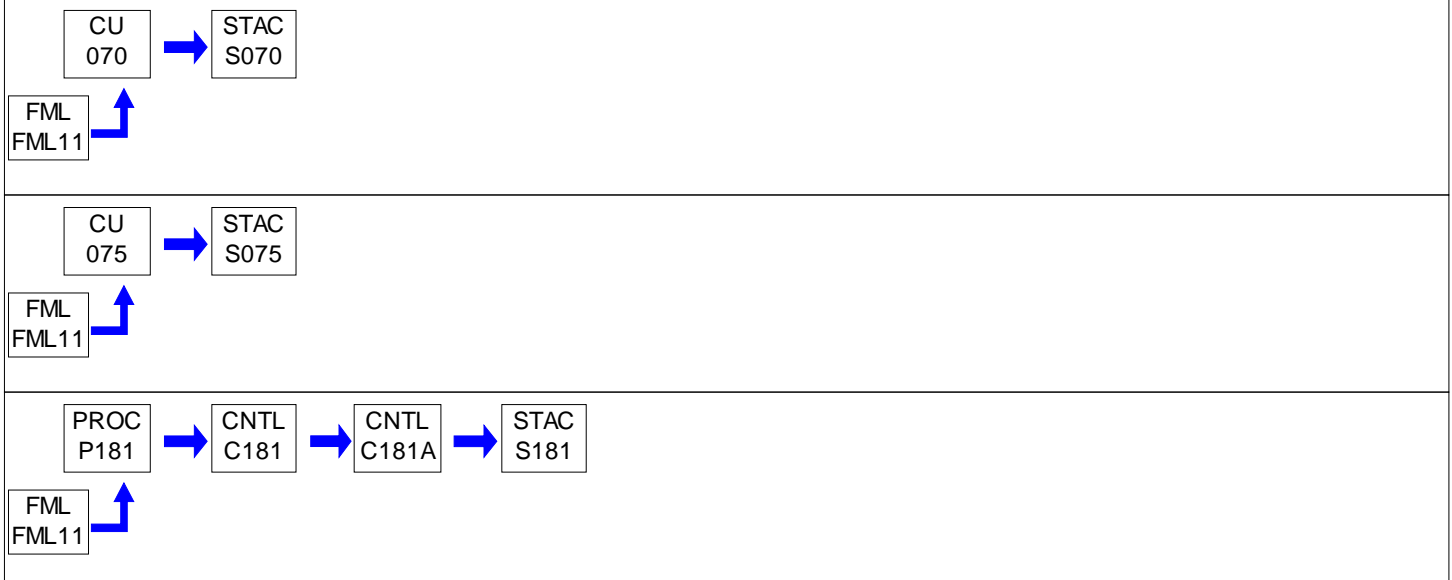 CU
070
STAC
S070
FML
FML11
CU
075
STAC
S075
FML
FML11
PROC
P181
CNTL
C181
CNTL
C181A
STAC
S181
FML
FML11